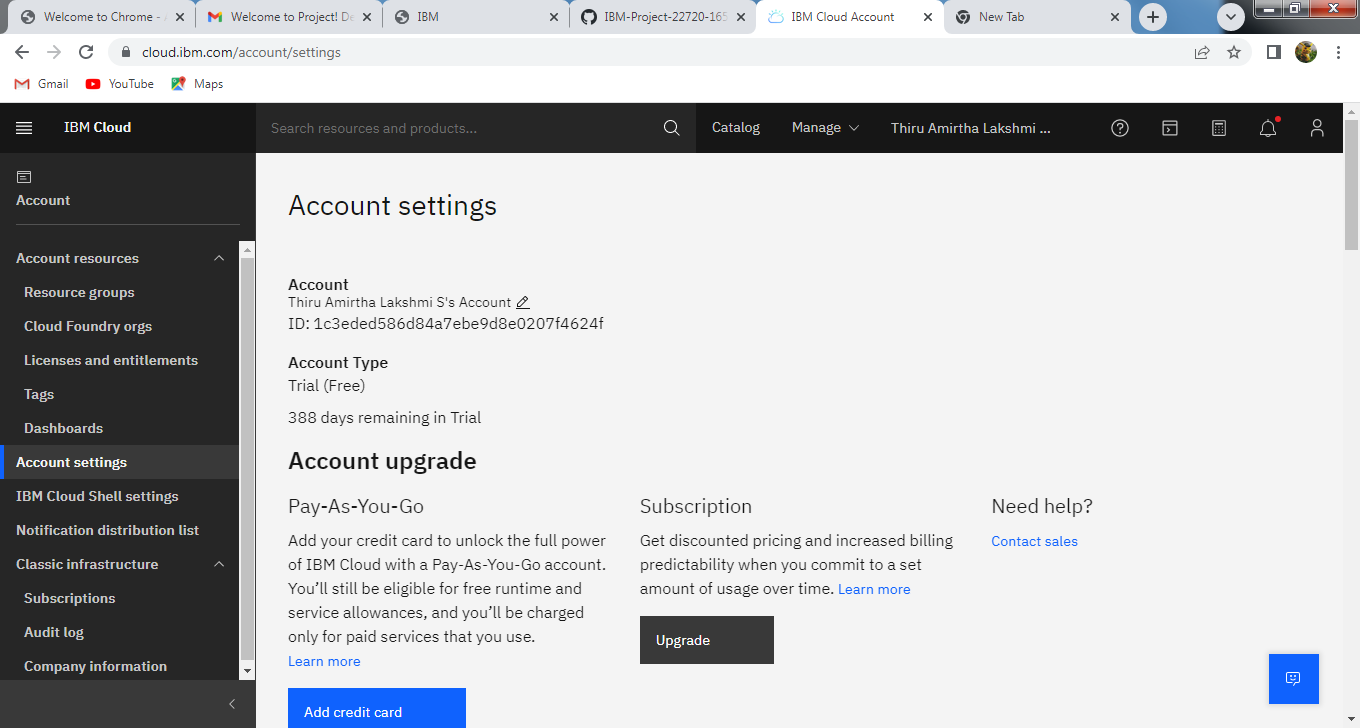 Welcome to Chrome -
Welcome to Project! De
IBM
IBM-Project-22720-165
IBM Cloud Account
New Tab
cloud.ibm.com/account/settings
Gmail
YouTube
Maps
IBM Cloud
Search resources and products...
Catalog
Manage
Thiru Amirtha Lakshmi ...
Account
Account resources
Resource groups
Cloud Foundry orgs
Licenses and entitlements
Tags
Dashboards
Account settings
IBM Cloud Shell settings
Notification distribution list
Classic infrastructure
Subscriptions
Audit log
Company information
Account settings
Account
Thiru Amirtha Lakshmi S's Account
ID: 1c3eded586d84a7ebe9d8e0207f4624f
Account Type
Trial (Free)
388 days remaining in Trial
Account upgrade
Pay-As-You-Go
Add your credit card to unlock the full power
of IBM Cloud with a Pay-As-You-Go account.
You’ll still be eligible for free runtime and
service allowances, and you’ll be charged
only for paid services that you use.
Learn more
Add credit card
Subscription
Get discounted pricing and increased billing
predictability when you commit to a set
amount of usage over time. Learn more
Upgrade
Need help?
Contact sales